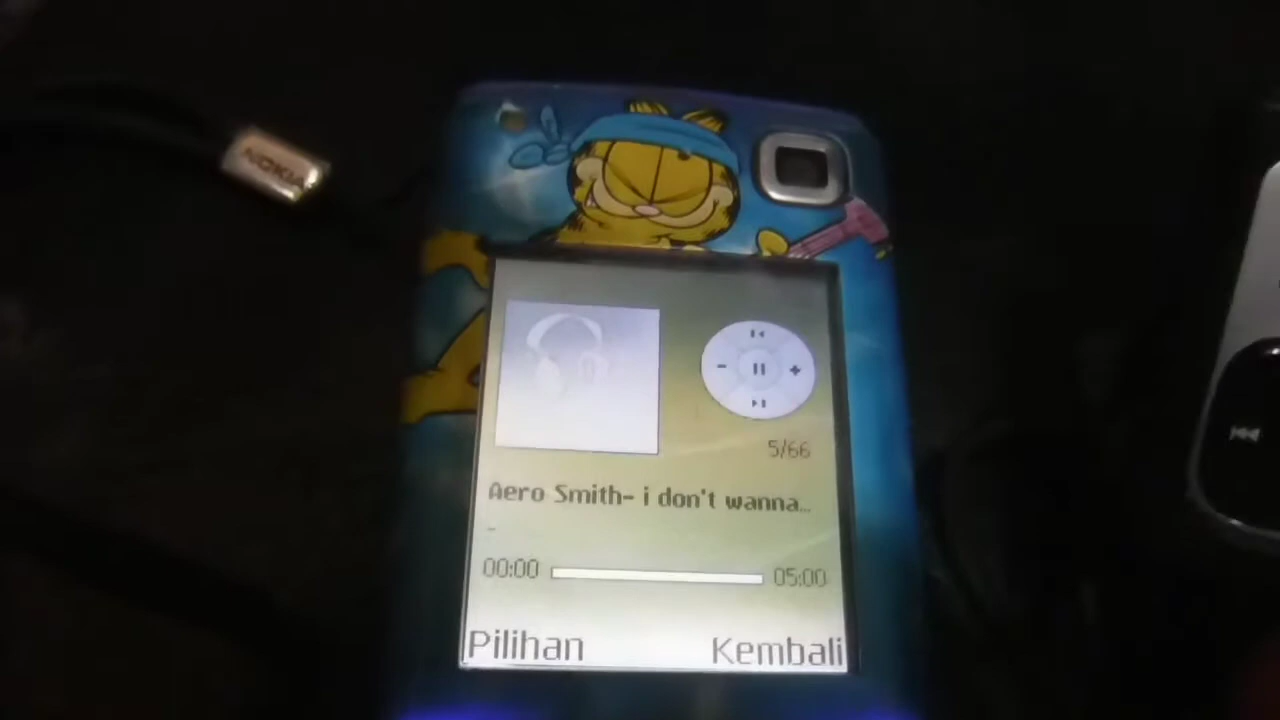 NOKIA
5/66
Aero Smith- i don't wanna...
-
00:00 05:00
Pilihan Kembali